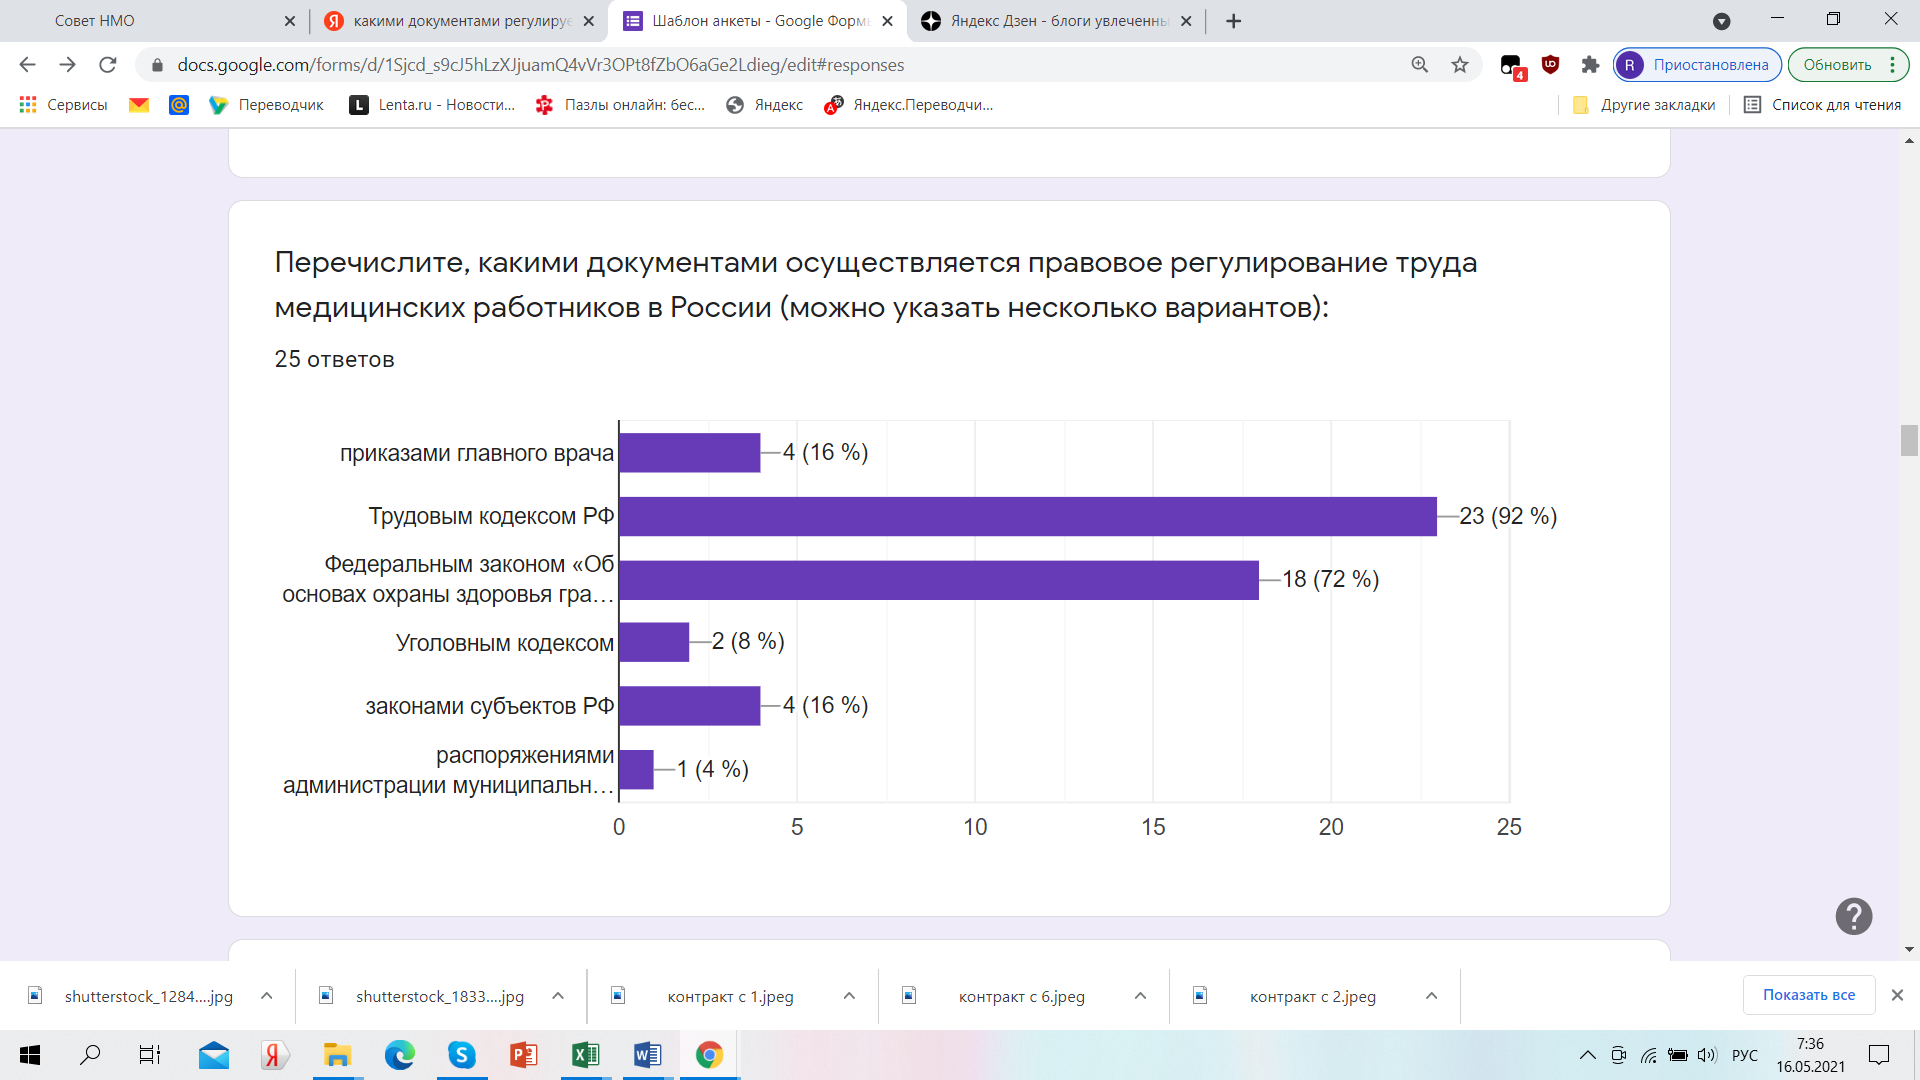 Совет НМО
какими документами регулируе
Шаблон анкеты - Google Форм
Яндекс Дзен - блоги увлеченны
docs.google.com/forms/d/1Sjcd_s9cJ5hLzXJjuamQ4vVr3OPt8fZbO6aGe2Ldieg/edit#responses
4
R Приостановлена
Обновить
Сервисы
Переводчик
L Lenta.ru - Новости...
Пазлы онлайн: бес...
Яндекс
Яндекс.Переводчи...
Другие закладки
Список для чтения
Перечислите, какими документами осуществляется правовое регулирование труда
медицинских работников в России (можно указать несколько вариантов):
25 ответов
приказами главного врача 4 (16 %)
Трудовым кодексом РФ 23 (92 %)
Федеральным законом «Об
основах охраны здоровья гра… 18 (72 %)
Уголовным кодексом 2 (8 %)
законами субъектов РФ 4 (16 %)
распоряжениями
администрации муниципальн… 1 (4 %)
0 5 10 15 20 25
shutterstock_1284....jpg
shutterstock_1833....jpg
контракт с 1.jpeg
контракт с 6.jpeg
контракт с 2.jpeg
Показать все
РУС
7:36
16.05.2021